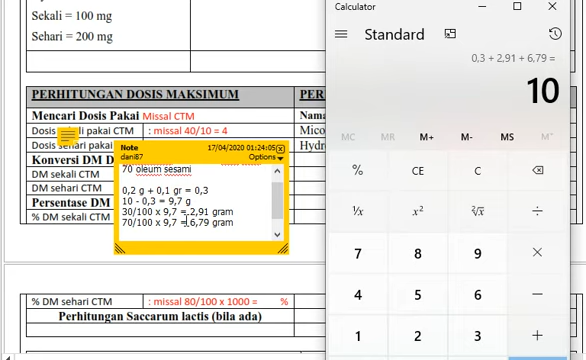 Sekali = 100 mg
Sehari = 200 mg
PERHITUNGAN DOSIS MAKSIMUM
PER
Mencari Dosis Pakai Missal CTM
Nama
Dosis li pakai CTM : missal 40/10 = 4
Mico
Dosis sehari pakai
Hydr
Konversi DM D
DM sekali CTM
DM sehari CTM
Persentase DM
% DM sekali CTM
Note 17/04/2020 01:24:05
dani87 Options
70 oleum sesami
0,2 g + 0,1 gr = 0,3
10 - 0,3 = 9,7 g
30/100 x 9,7 = 2,91 gram
70/100 x 9,7 = 6,79 gram
% DM sehari CTM : missal 80/100 x 1000 = %
Perhitungan Saccarum lactis (bila ada)
Calculator
Standard
0,3 + 2,91 + 6,79 =
10
MC MR M+ M- MS M˅
% CE C ⌫
¹/x x² ²√x ÷
7 8 9 ×
4 5 6 −
1 2 3 +